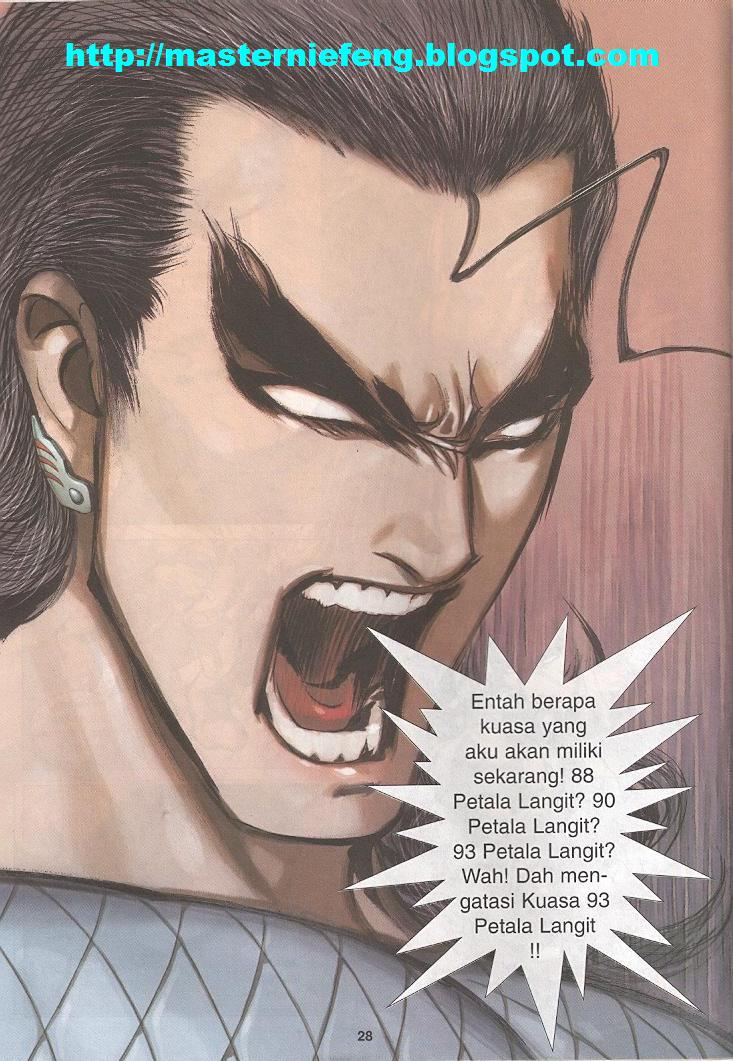 http://masterniefeng.blogspot.com
Entah berapa
kuasa yang
aku akan miliki
sekarang! 88
Petala Langit? 90
Petala Langit?
93 Petala Langit?
Wah! Dah men-
gatasi Kuasa 93
Petala Langit
!!
28